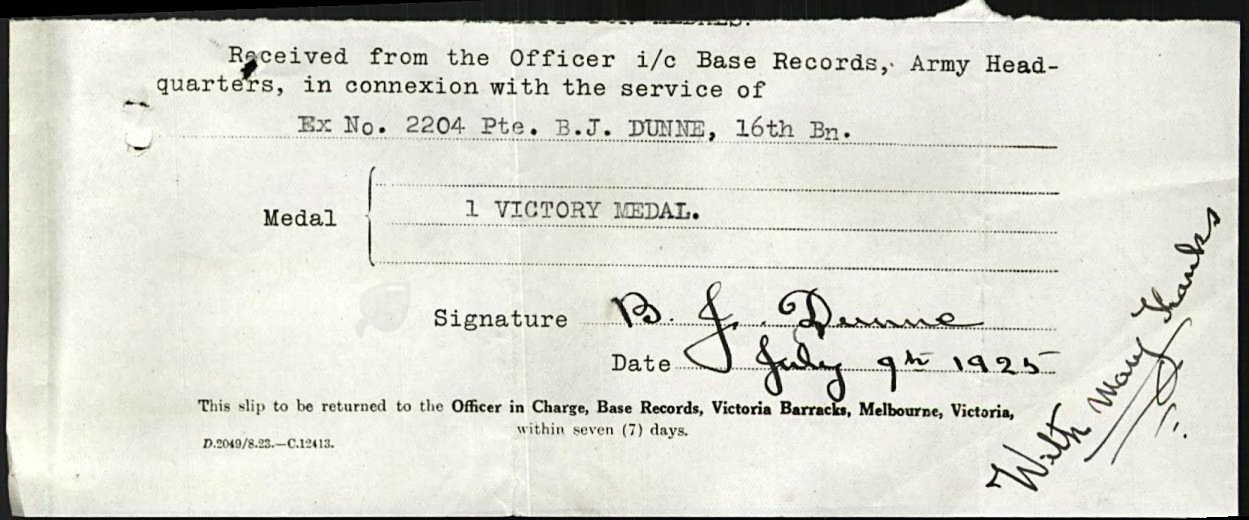 RECEIPT FOR MEDALS.
Received from the Officer i/c Base Records, Army Head-
quarters, in connexion with the service of
Ex No. 2204 Pte. B.J. DUNNE, 16th Bn.
Medal
1 VICTORY MEDAL.
Signature B. J. Dunne
Date July 9th 1925
This slip to be returned to the Officer in Charge, Base Records, Victoria Barracks, Melbourne, Victoria,
within seven (7) days.
D.2049/8.23.—C.12413.
With Many Thanks